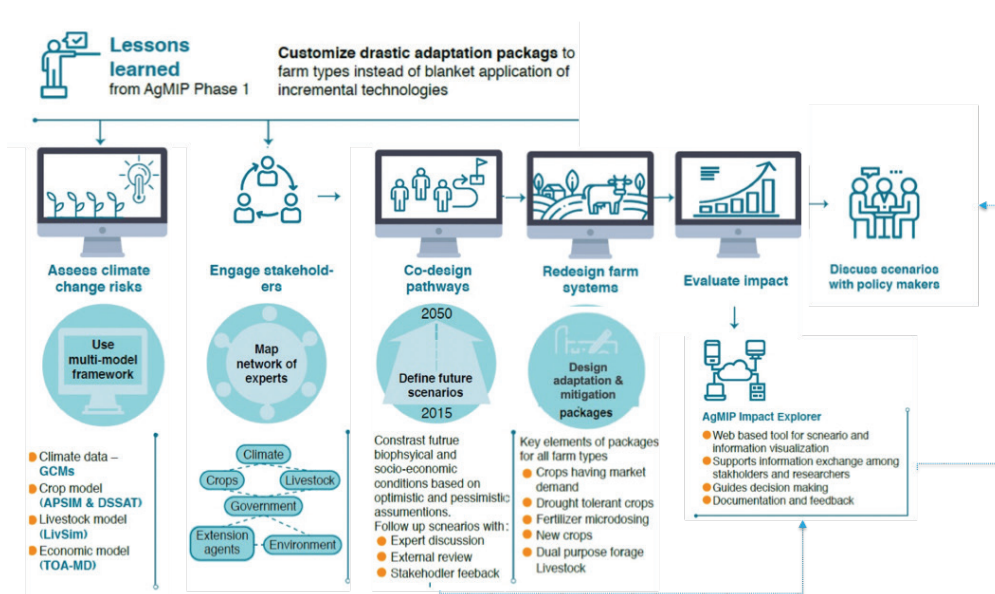 Lessons
learned
from AgMIP Phase 1
Customize drastic adaptation packags to
farm types instead of blanket application of
incremental technologies
Assess climate
change risks
Engage stakehold-
ers
Co-design
pathways
Redesign farm
systems
Evaluate impact
Discuss scenarios
with policy makers
Use
multi-model
framework
Map
network of
experts
2050
Define future
scenarios
2015
Design
adaptation &
mitigation
packages
Climate data –
GCMs
Crop model
(APSIM & DSSAT)
Livestock model
(LivSim)
Economic model
(TOA-MD)
Climate
Crops
Livestock
Government
Extension
agents
Environment
Constrast futrue
biophsyical and
socio-economic
conditions based on
optimistic and pessimistic
assumentions.
Follow up scnearios with:
Expert discussion
External review
Stakehodler feeback
Key elements of packages
for all farm types
Crops having market
demand
Drought tolerant crops
Fertilizer microdosing
New crops
Dual purpose forage
Livestock
AgMIP Impact Explorer
Web based tool for scneario and
information visualization
Supports information exchange among
stakholders and researchers
Guides decision making
Documentation and feedback